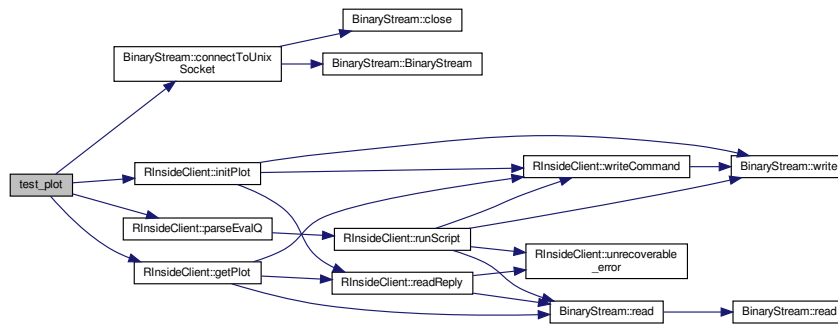 BinaryStream::close
BinaryStream::connectToUnix
Socket
BinaryStream::BinaryStream
RInsideClient::initPlot
RInsideClient::writeCommand
BinaryStream::write
test_plot
RInsideClient::parseEvalQ
RInsideClient::runScript
RInsideClient::unrecoverable
_error
RInsideClient::getPlot
RInsideClient::readReply
BinaryStream::read
BinaryStream::read